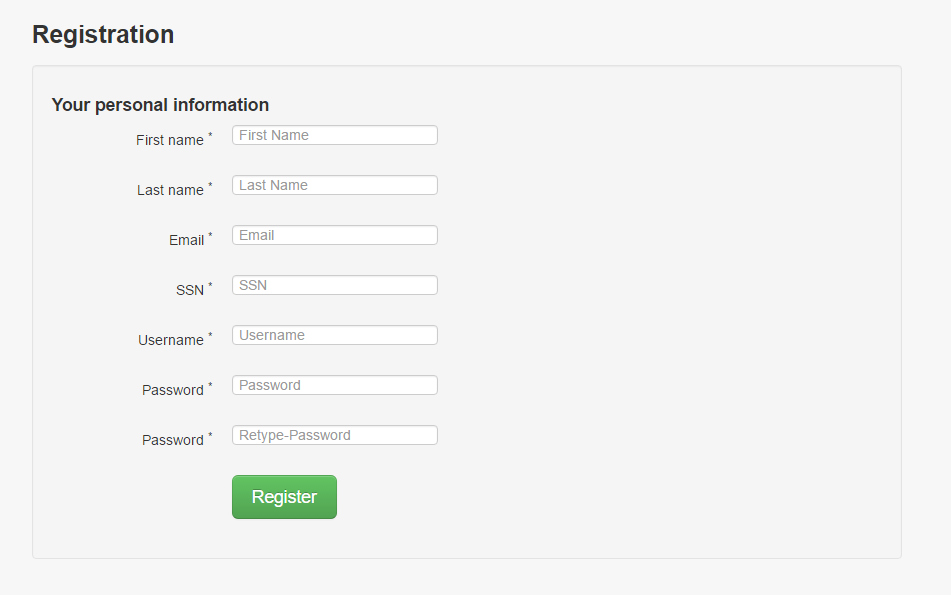 Registration
Your personal information
First name * First Name
Last name * Last Name
Email * Email
SSN * SSN
Username * Username
Password * Password
Password * Retype-Password
Register